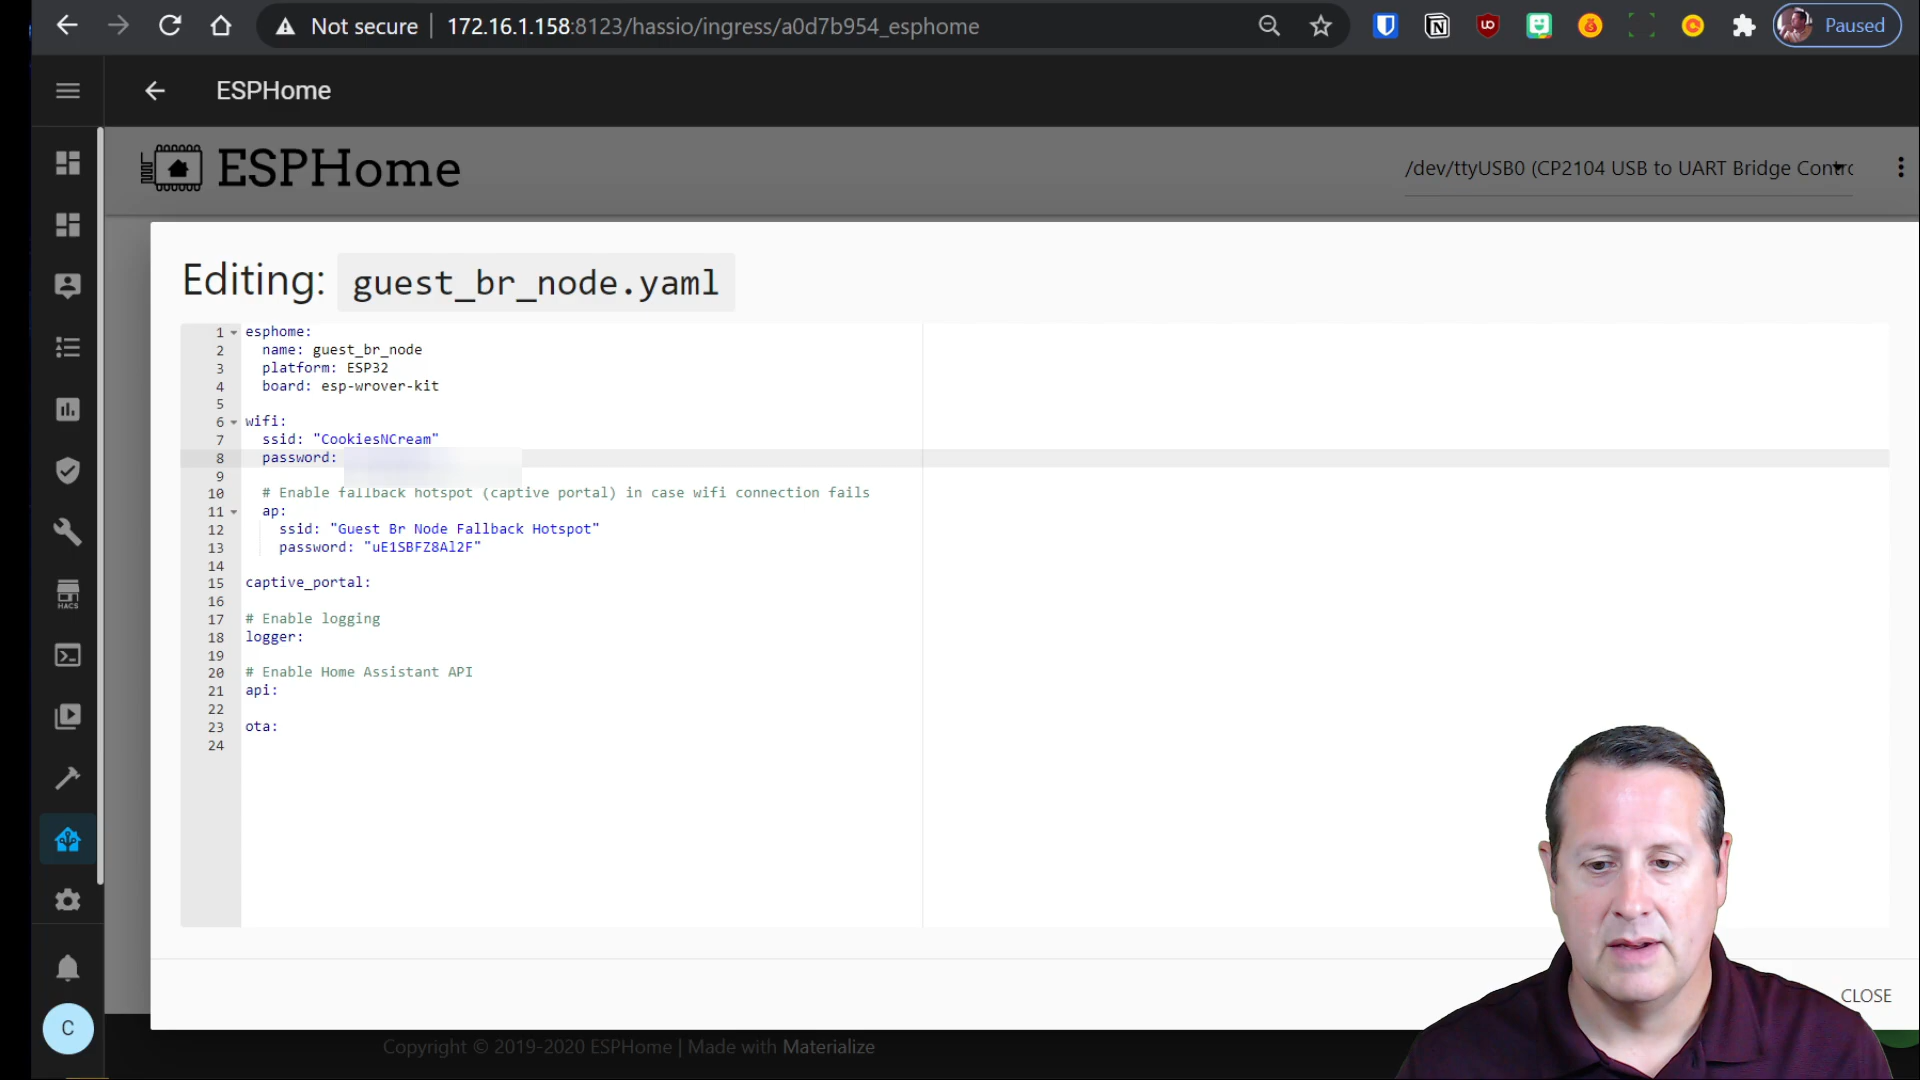 Not secure 172.16.1.158:8123/hassio/ingress/a0d7b954_esphome
Paused
ESPHome
ESPHome
/dev/ttyUSB0 (CP2104 USB to UART Bridge Contro
Editing: guest_br_node.yaml
1 esphome:
2 name: guest_br_node
3 platform: ESP32
4 board: esp-wrover-kit
5
6 wifi:
7 ssid: "CookiesNCream"
8 password:
9
10 # Enable fallback hotspot (captive portal) in case wifi connection fails
11 ap:
12 ssid: "Guest Br Node Fallback Hotspot"
13 password: "uE1SBFZ8Al2F"
14
15 captive_portal:
16
17 # Enable logging
18 logger:
19
20 # Enable Home Assistant API
21 api:
22
23 ota:
24
HACS
CLOSE
C
Copyright © 2019-2020 ESPHome | Made with Materialize